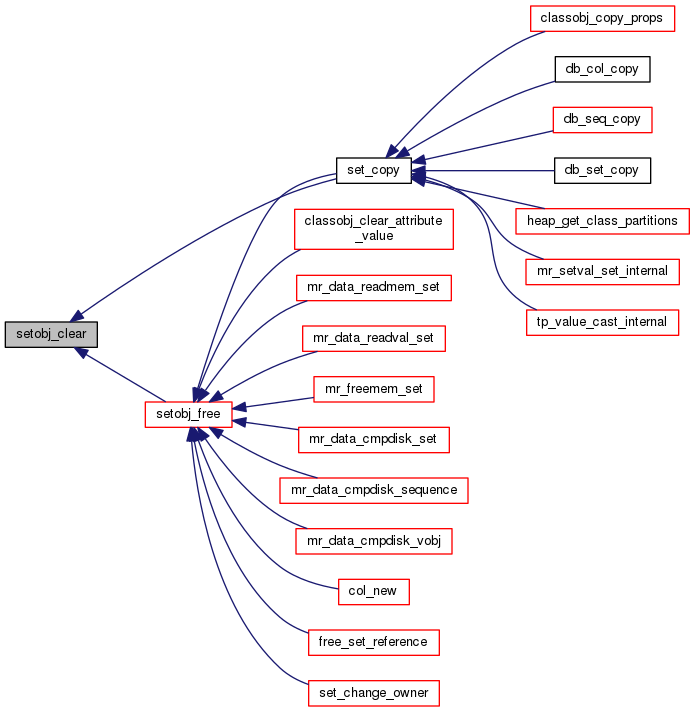 classobj_copy_props
db_col_copy
db_seq_copy
set_copy
db_set_copy
classobj_clear_attribute
_value
heap_get_class_partitions
mr_setval_set_internal
mr_data_readmem_set
tp_value_cast_internal
setobj_clear
mr_data_readval_set
mr_freemem_set
setobj_free
mr_data_cmpdisk_set
mr_data_cmpdisk_sequence
mr_data_cmpdisk_vobj
col_new
free_set_reference
set_change_owner